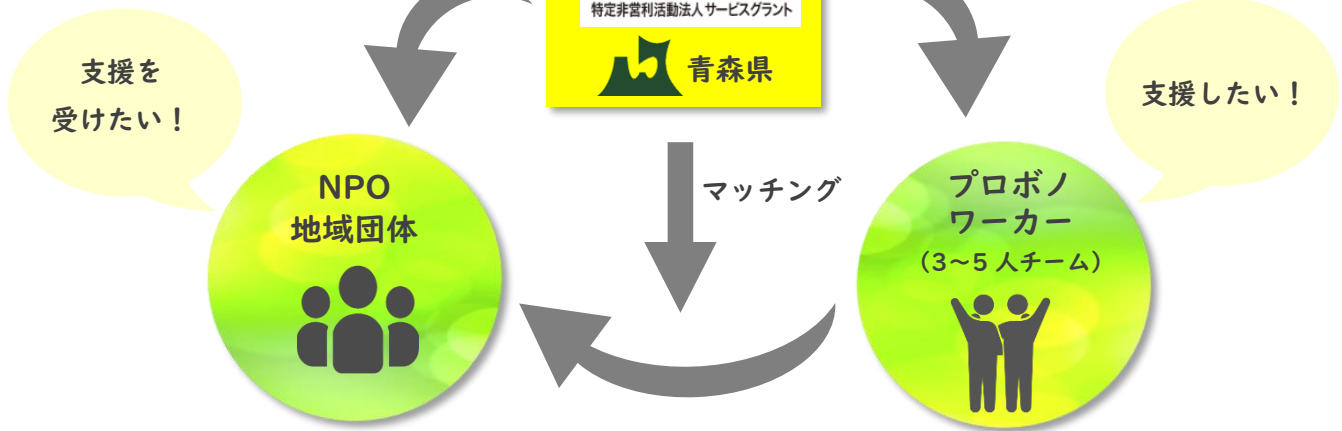 特定非営利活動法人サービスグラント
青森県
支援を
受けたい！
支援したい！
NPO
地域団体
マッチング
プロボノ
ワーカー
（3～5人チーム）